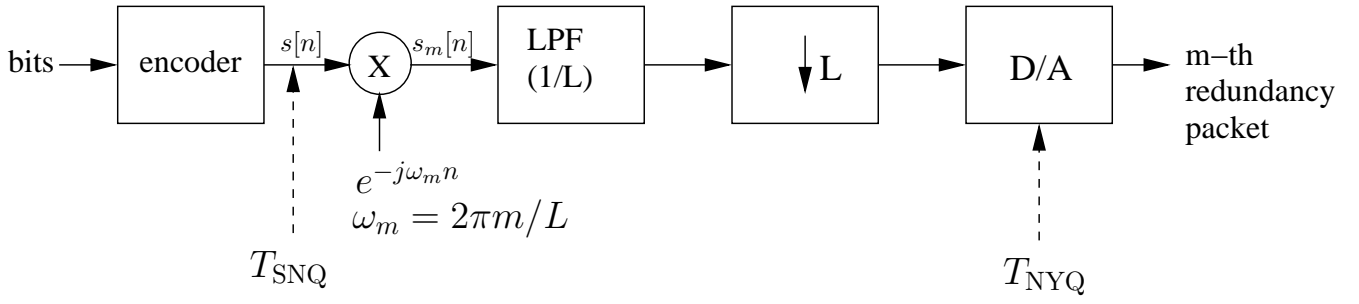 bits
encoder
s[n]
X
s_m[n]
LPF
(1/L)
↓ L
D/A
m–th
redundancy
packet
e^{-jω_m n}
ω_m = 2πm/L
T_SNQ
T_NYQ